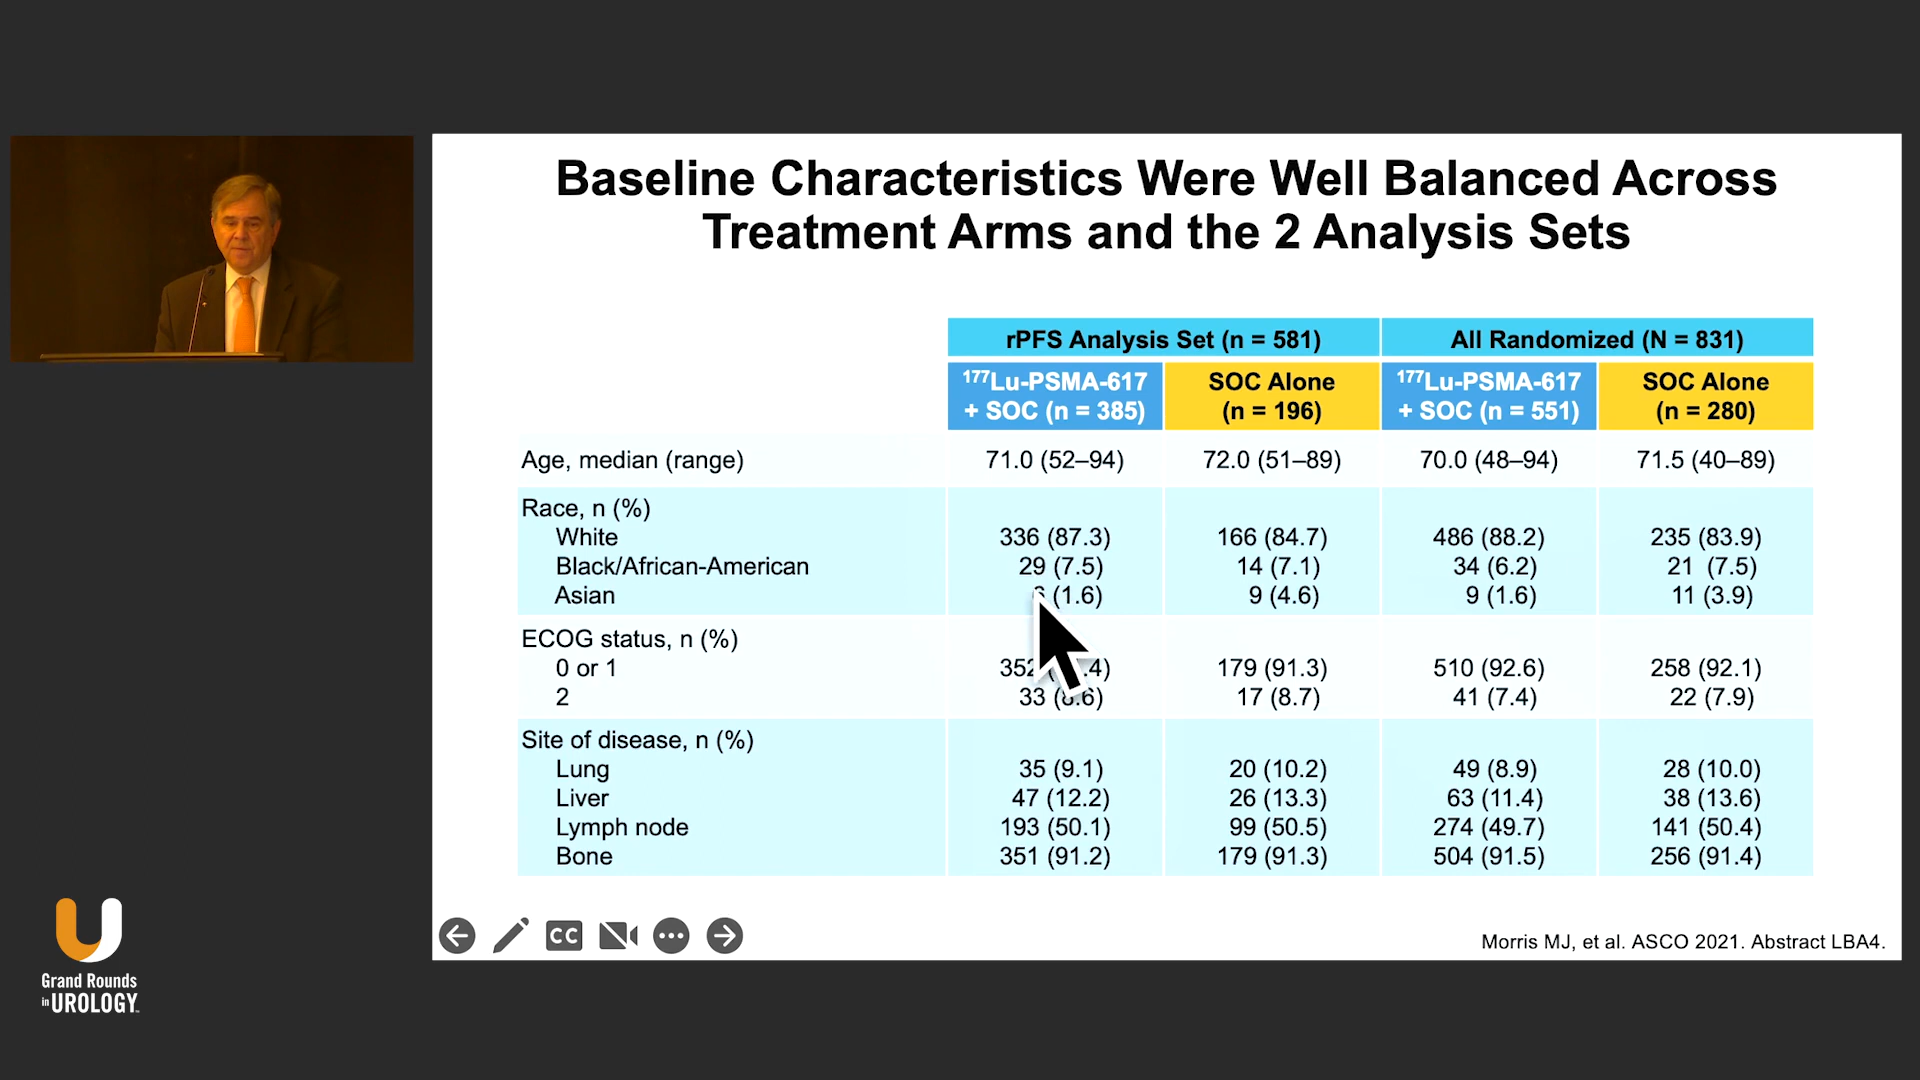 Baseline Characteristics Were Well Balanced Across
Treatment Arms and the 2 Analysis Sets
rPFS Analysis Set (n = 581) All Randomized (N = 831)
177Lu-PSMA-617 + SOC (n = 385) SOC Alone (n = 196) 177Lu-PSMA-617 + SOC (n = 551) SOC Alone (n = 280)
Age, median (range) 71.0 (52–94) 72.0 (51–89) 70.0 (48–94) 71.5 (40–89)
Race, n (%)
White 336 (87.3) 166 (84.7) 486 (88.2) 235 (83.9)
Black/African-American 29 (7.5) 14 (7.1) 34 (6.2) 21 (7.5)
Asian (1.6) 9 (4.6) 9 (1.6) 11 (3.9)
ECOG status, n (%)
0 or 1 179 (91.3) 510 (92.6) 258 (92.1)
2 33 17 (8.7) 41 (7.4) 22 (7.9)
Site of disease, n (%)
Lung 35 (9.1) 20 (10.2) 49 (8.9) 28 (10.0)
Liver 47 (12.2) 26 (13.3) 63 (11.4) 38 (13.6)
Lymph node 193 (50.1) 99 (50.5) 274 (49.7) 141 (50.4)
Bone 351 (91.2) 179 (91.3) 504 (91.5) 256 (91.4)
CC
Morris MJ, et al. ASCO 2021. Abstract LBA4.
Grand Rounds
in UROLOGY